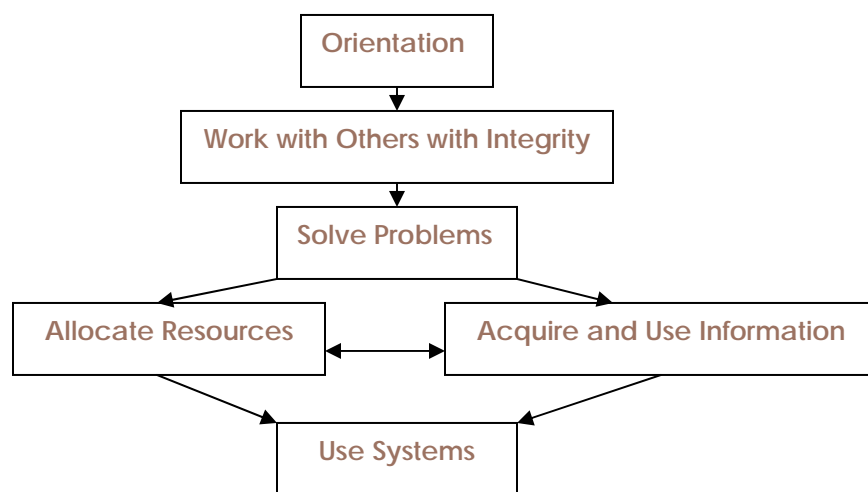 Orientation
Work with Others with Integrity
Solve Problems
Allocate Resources
Acquire and Use Information
Use Systems